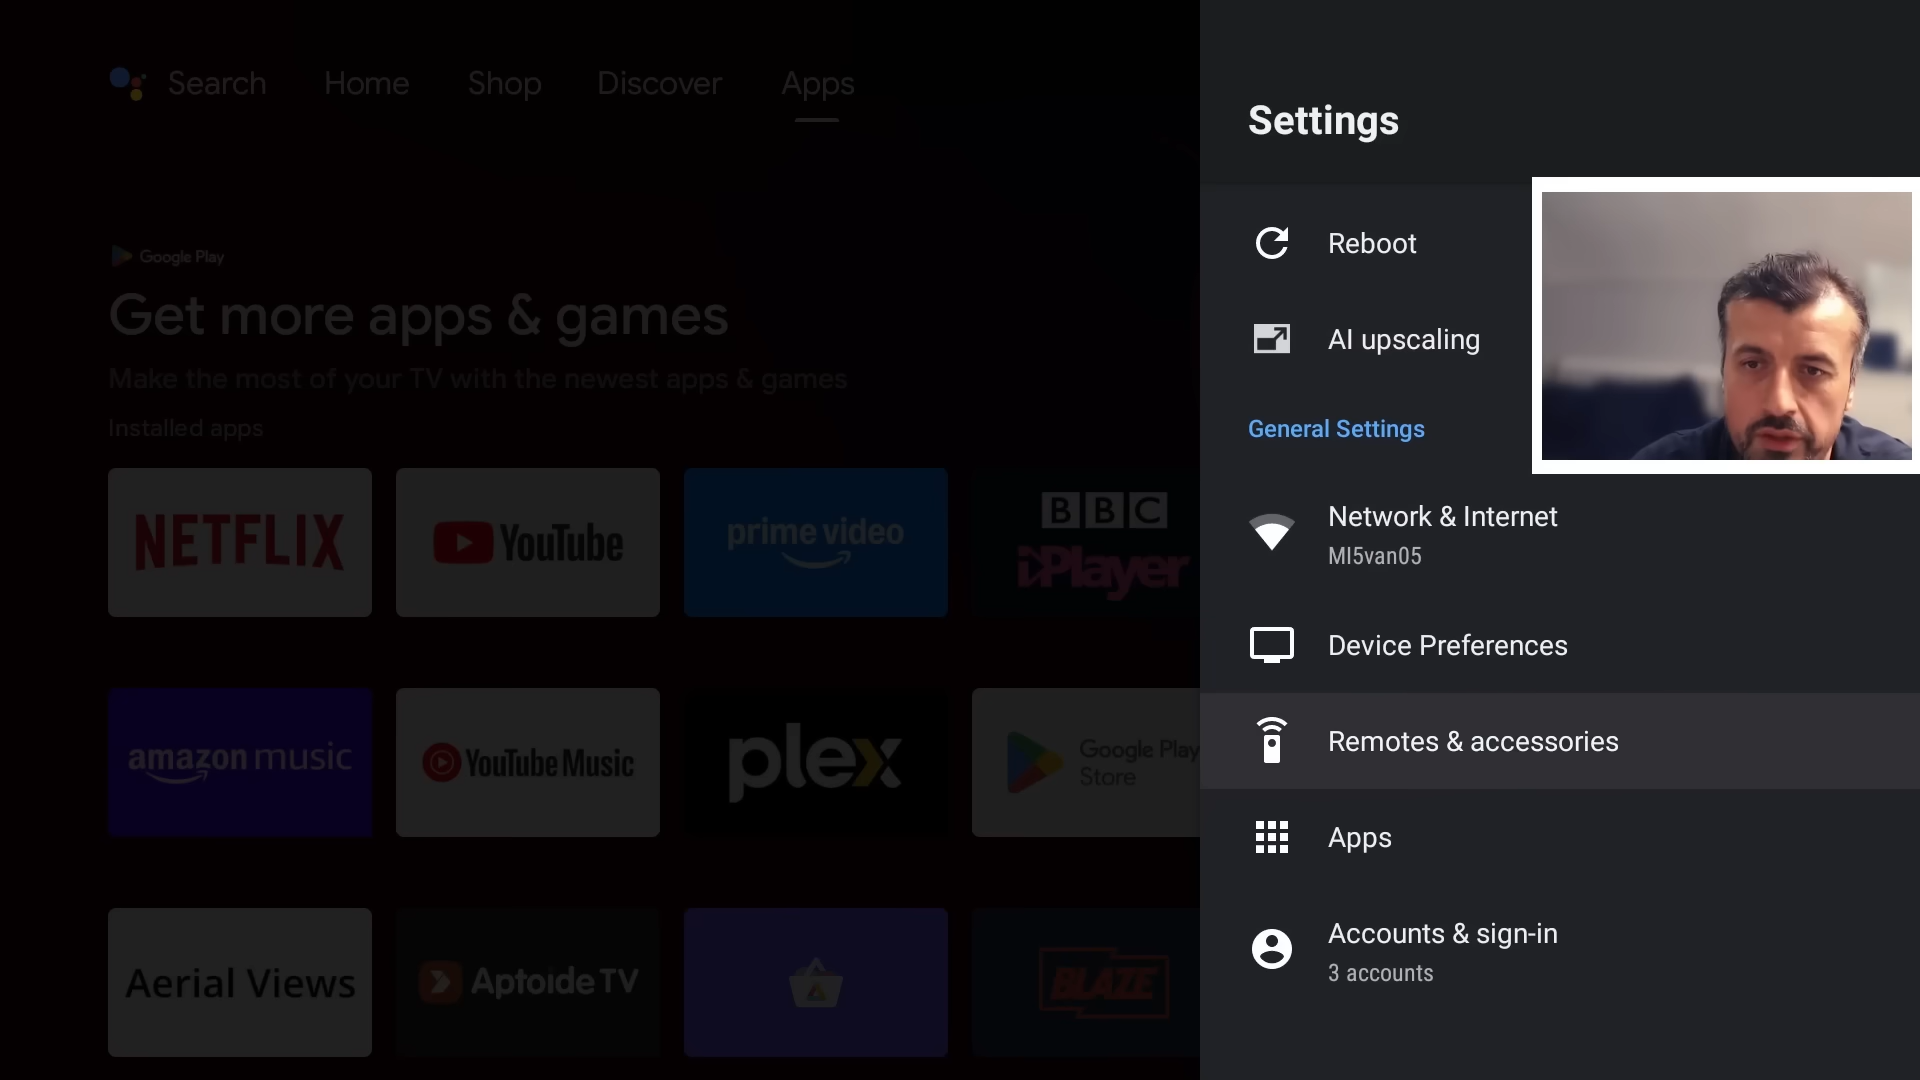 Search Home Shop Discover Apps
Settings
Google Play
Get more apps & games
Make the most of your TV with the newest apps & games
Installed apps
NETFLIX
YouTube
prime video
BBC
iPlayer
amazon music
YouTube Music
plex
Google Play
Store
Aerial Views
Aptoide TV
BLAZE
Reboot
AI upscaling
General Settings
Network & Internet
MI5van05
Device Preferences
Remotes & accessories
Apps
Accounts & sign-in
3 accounts